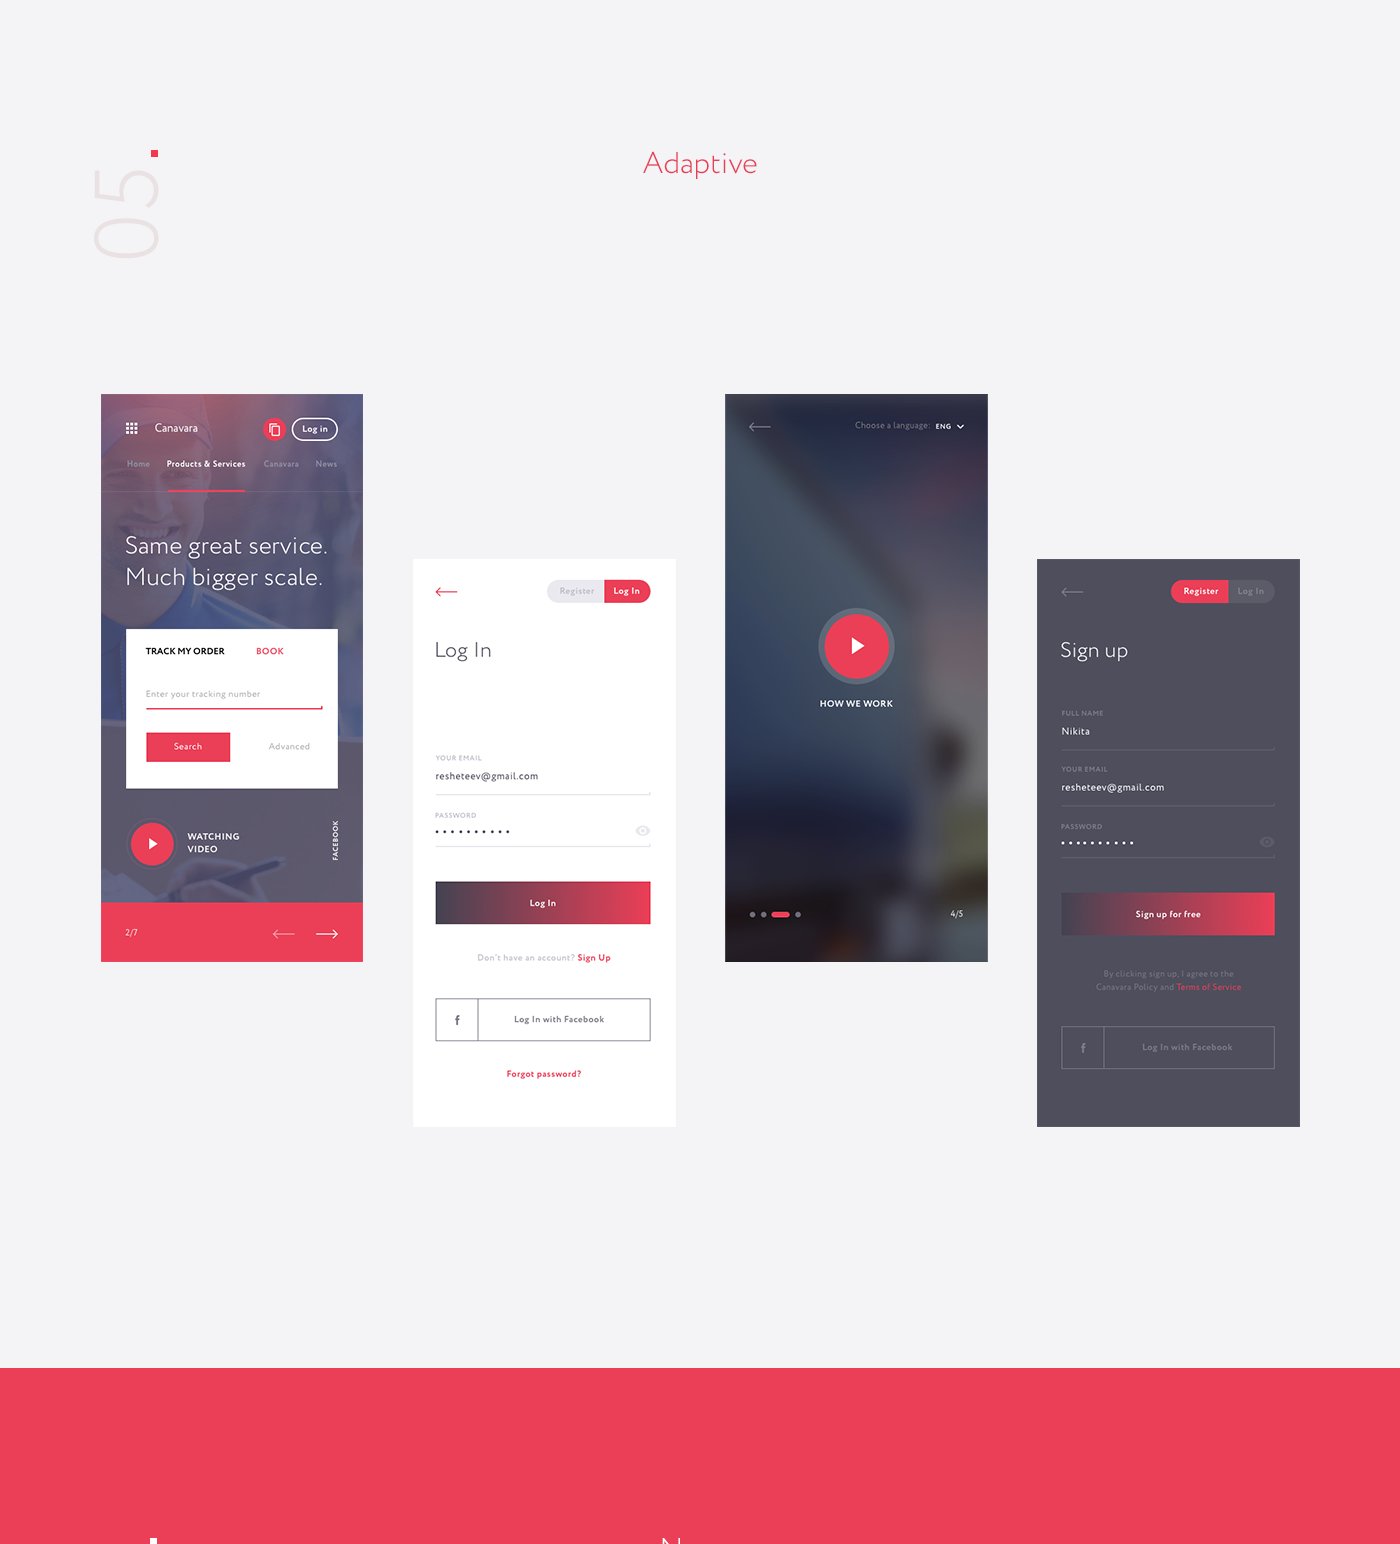 05.
Adaptive
Canavara
Log in
Home Products & Services Canavara News
Same great service.
Much bigger scale.
TRACK MY ORDER BOOK
Enter your tracking number
Search Advanced
WATCHING
VIDEO
FACEBOOK
2/7
Register Log In
Log In
YOUR EMAIL
resheteev@gmail.com
PASSWORD
Log In
Don't have an account? Sign Up
f Log In with Facebook
Forgot password?
Choose a language: ENG
HOW WE WORK
4/5
Register Log In
Sign up
FULL NAME
Nikita
YOUR EMAIL
resheteev@gmail.com
PASSWORD
Sign up for free
By clicking sign up, I agree to the
Canavara Policy and Terms of Service
f Log In with Facebook